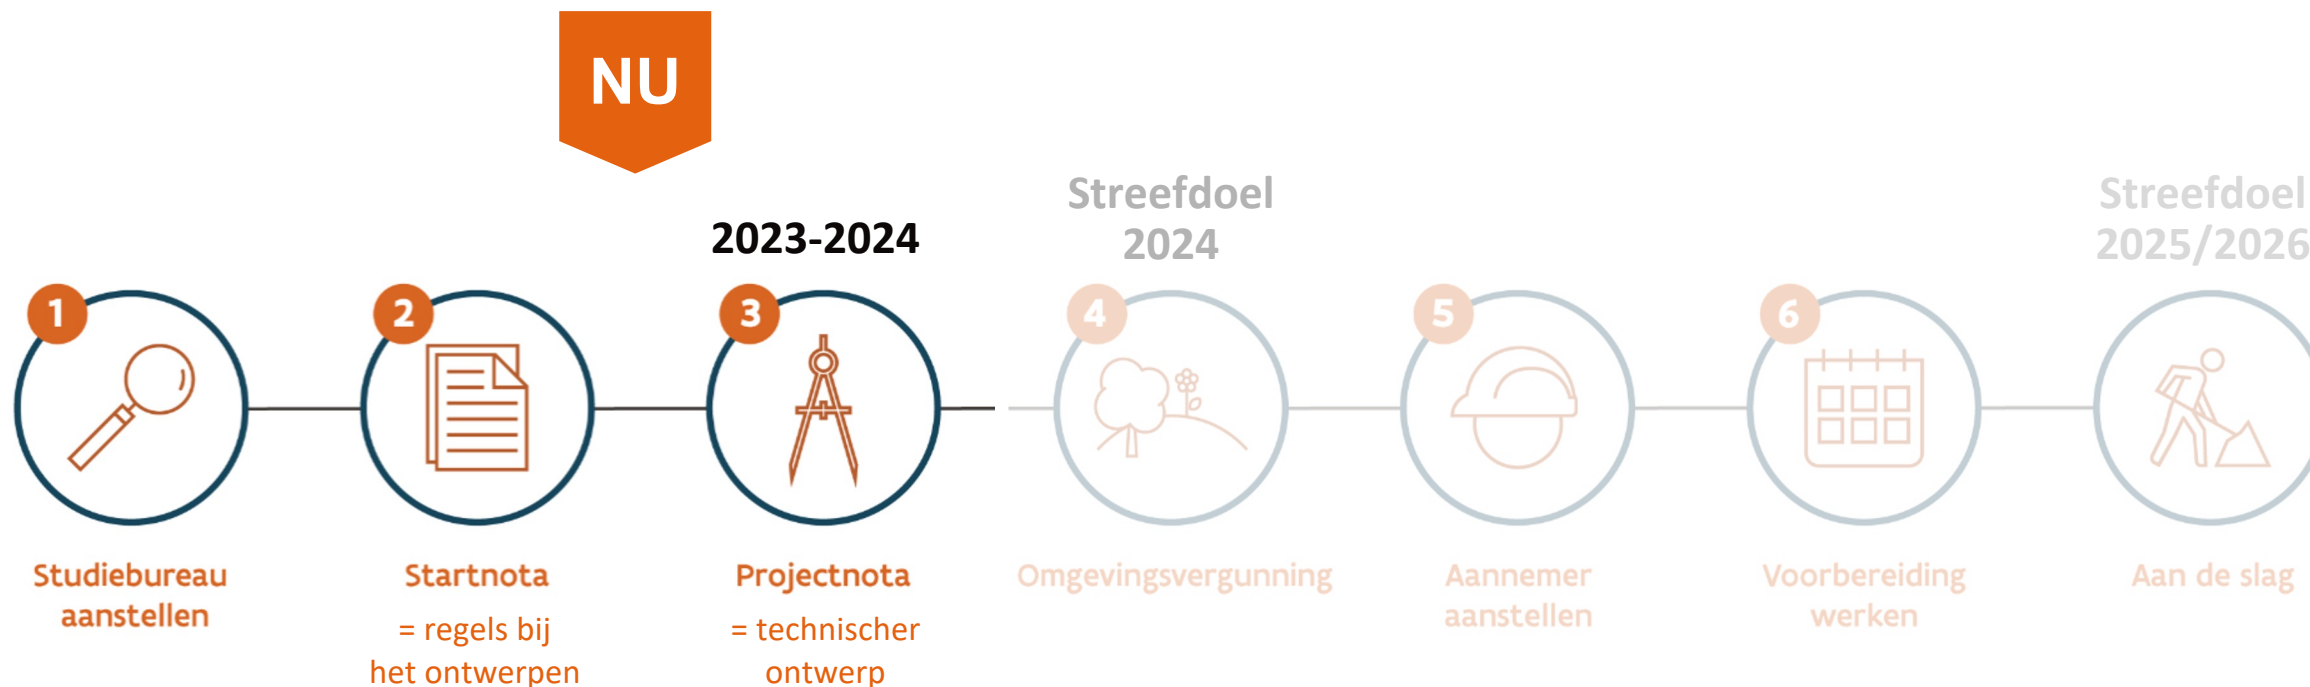 NU
2023-2024
Streefdoel
2024
Streefdoel
2025/2026
1
2
3
4
5
6
Studiebureau
aanstellen
Startnota
= regels bij
het ontwerpen
Projectnota
= technischer
ontwerp
Omgevingsvergunning
Aannemer
aanstellen
Voorbereiding
werken
Aan de slag